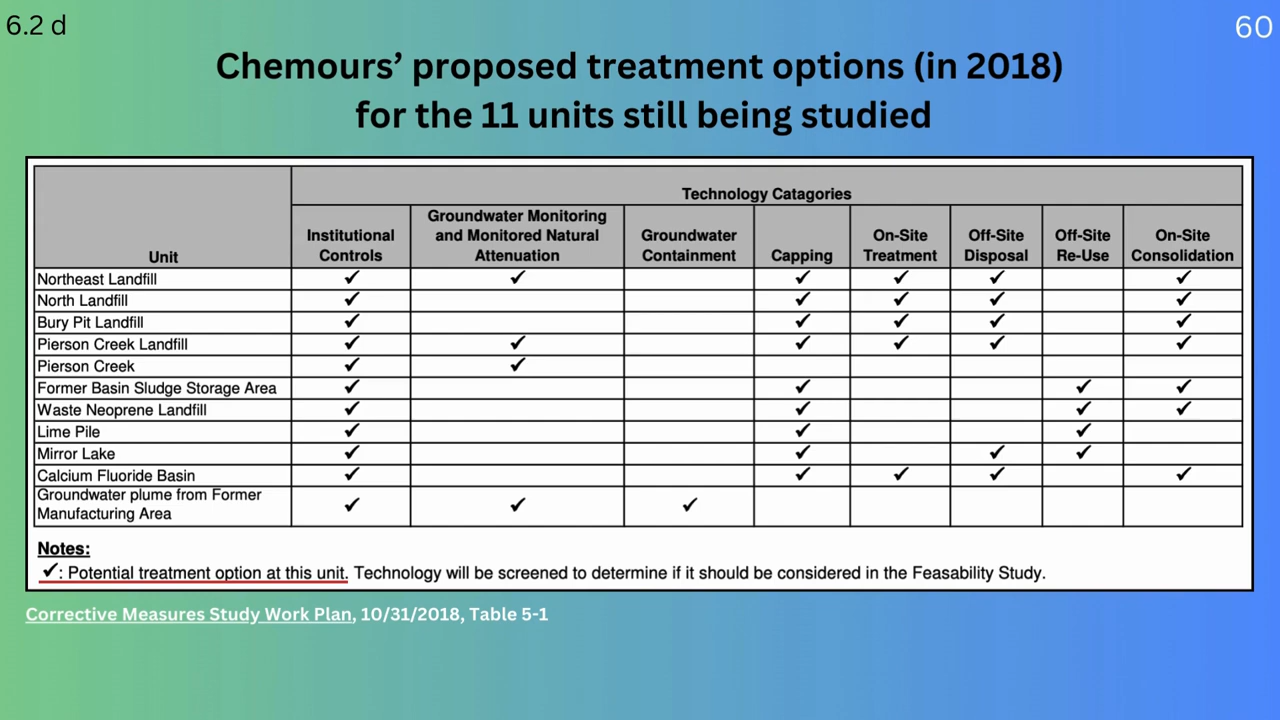 6.2 d
60
Chemours’ proposed treatment options (in 2018)
for the 11 units still being studied
Technology Catagories
Unit
Institutional
Controls
Groundwater Monitoring
and Monitored Natural
Attenuation
Groundwater
Containment
Capping
On-Site
Treatment
Off-Site
Disposal
Off-Site
Re-Use
On-Site
Consolidation
Northeast Landfill ✓ ✓ ✓ ✓ ✓ ✓
North Landfill ✓ ✓ ✓ ✓ ✓
Bury Pit Landfill ✓ ✓ ✓ ✓ ✓
Pierson Creek Landfill ✓ ✓ ✓ ✓ ✓ ✓
Pierson Creek ✓ ✓
Former Basin Sludge Storage Area ✓ ✓ ✓ ✓
Waste Neoprene Landfill ✓ ✓ ✓ ✓
Lime Pile ✓ ✓ ✓
Mirror Lake ✓ ✓ ✓ ✓
Calcium Fluoride Basin ✓ ✓ ✓ ✓ ✓
Groundwater plume from Former
Manufacturing Area ✓ ✓ ✓
Notes:
✓: Potential treatment option at this unit. Technology will be screened to determine if it should be considered in the Feasability Study.
Corrective Measures Study Work Plan, 10/31/2018, Table 5-1